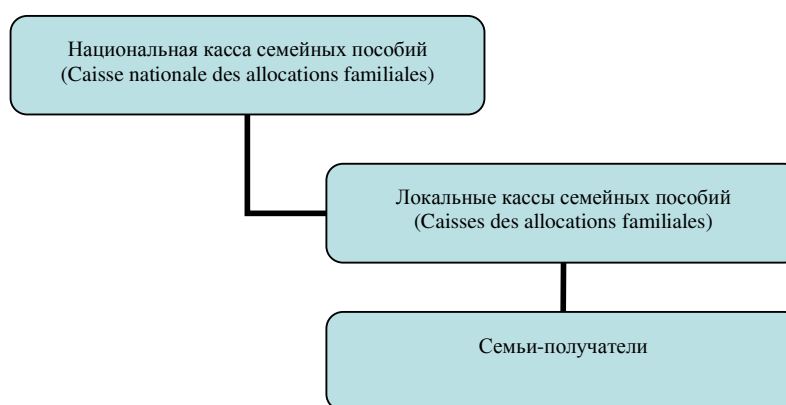 Национальная касса семейных пособий
(Caisse nationale des allocations familiales)
Локальные кассы семейных пособий
(Caisses des allocations familiales)
Семьи-получатели